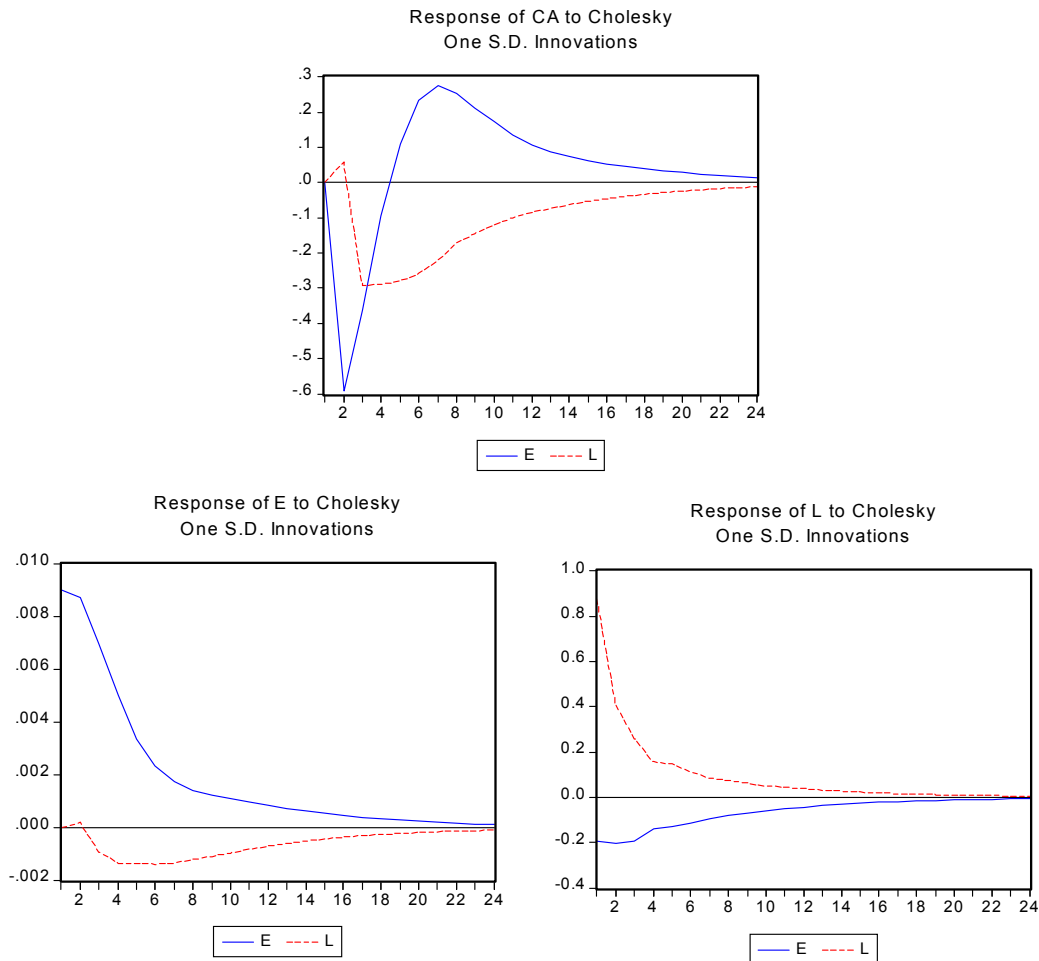 Response of CA to Cholesky
One S.D. Innovations
.3
.2
.1
.0
-.1
-.2
-.3
-.4
-.5
-.6
2 4 6 8 10 12 14 16 18 20 22 24
E L
Response of E to Cholesky
One S.D. Innovations
.010
.008
.006
.004
.002
.000
-.002
2 4 6 8 10 12 14 16 18 20 22 24
E L
Response of L to Cholesky
One S.D. Innovations
1.0
0.8
0.6
0.4
0.2
0.0
-0.2
-0.4
2 4 6 8 10 12 14 16 18 20 22 24
E L